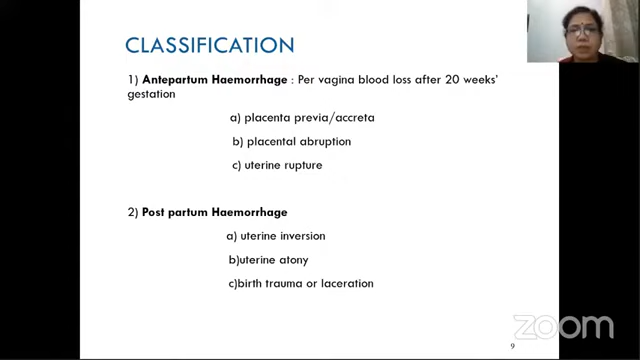 CLASSIFICATION
1) Antepartum Haemorrhage : Per vagina blood loss after 20 weeks'
gestation
a) placenta previa/accreta
b) placental abruption
c) uterine rupture
2) Post partum Haemorrhage
a) uterine inversion
b)uterine atony
c)birth trauma or laceration
zoom
9